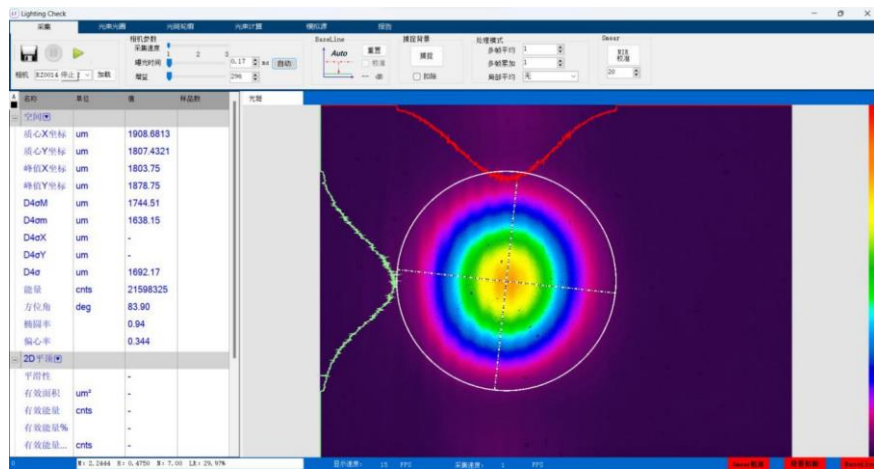 Lighting Check
采集 光束光圈 光斑轮廓 光束计算 模拟源 报告
相机参数
采集速度 1 2 3
曝光时间 0.17 ms 自动
增益 296
相机 加载
BaseLine
Auto 重置
校准
捕捉背景
捕捉
扣除
处理模式
多帧平均 1
多帧累加 1
局部平均 无
Smear
校准
20
名称 单位 值 样品数
光斑
空间
质心X坐标 um 1908.6813
质心Y坐标 um 1807.4321
峰值X坐标 um 1803.75
峰值Y坐标 um 1878.75
D4σM um 1744.51
D4σm um 1638.15
D4σX um -
D4σY um -
D4σ um 1692.17
能量 cnts 21598325
方位角 deg 83.90
椭圆率 0.94
偏心率 0.344
2D平顶
平滑性 -
有效面积 um² -
有效能量 cnts -
有效能量% -
有效能量... cnts -
显示速度: 15 FPS 采集速度: 1 FPS